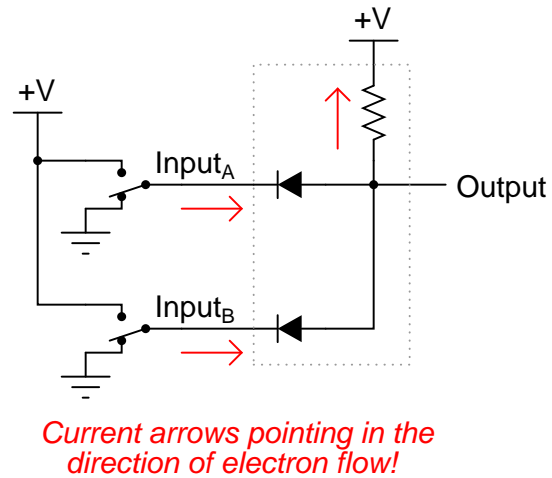 +V
+V
Input_A
Output
Input_B
Current arrows pointing in the
direction of electron flow!